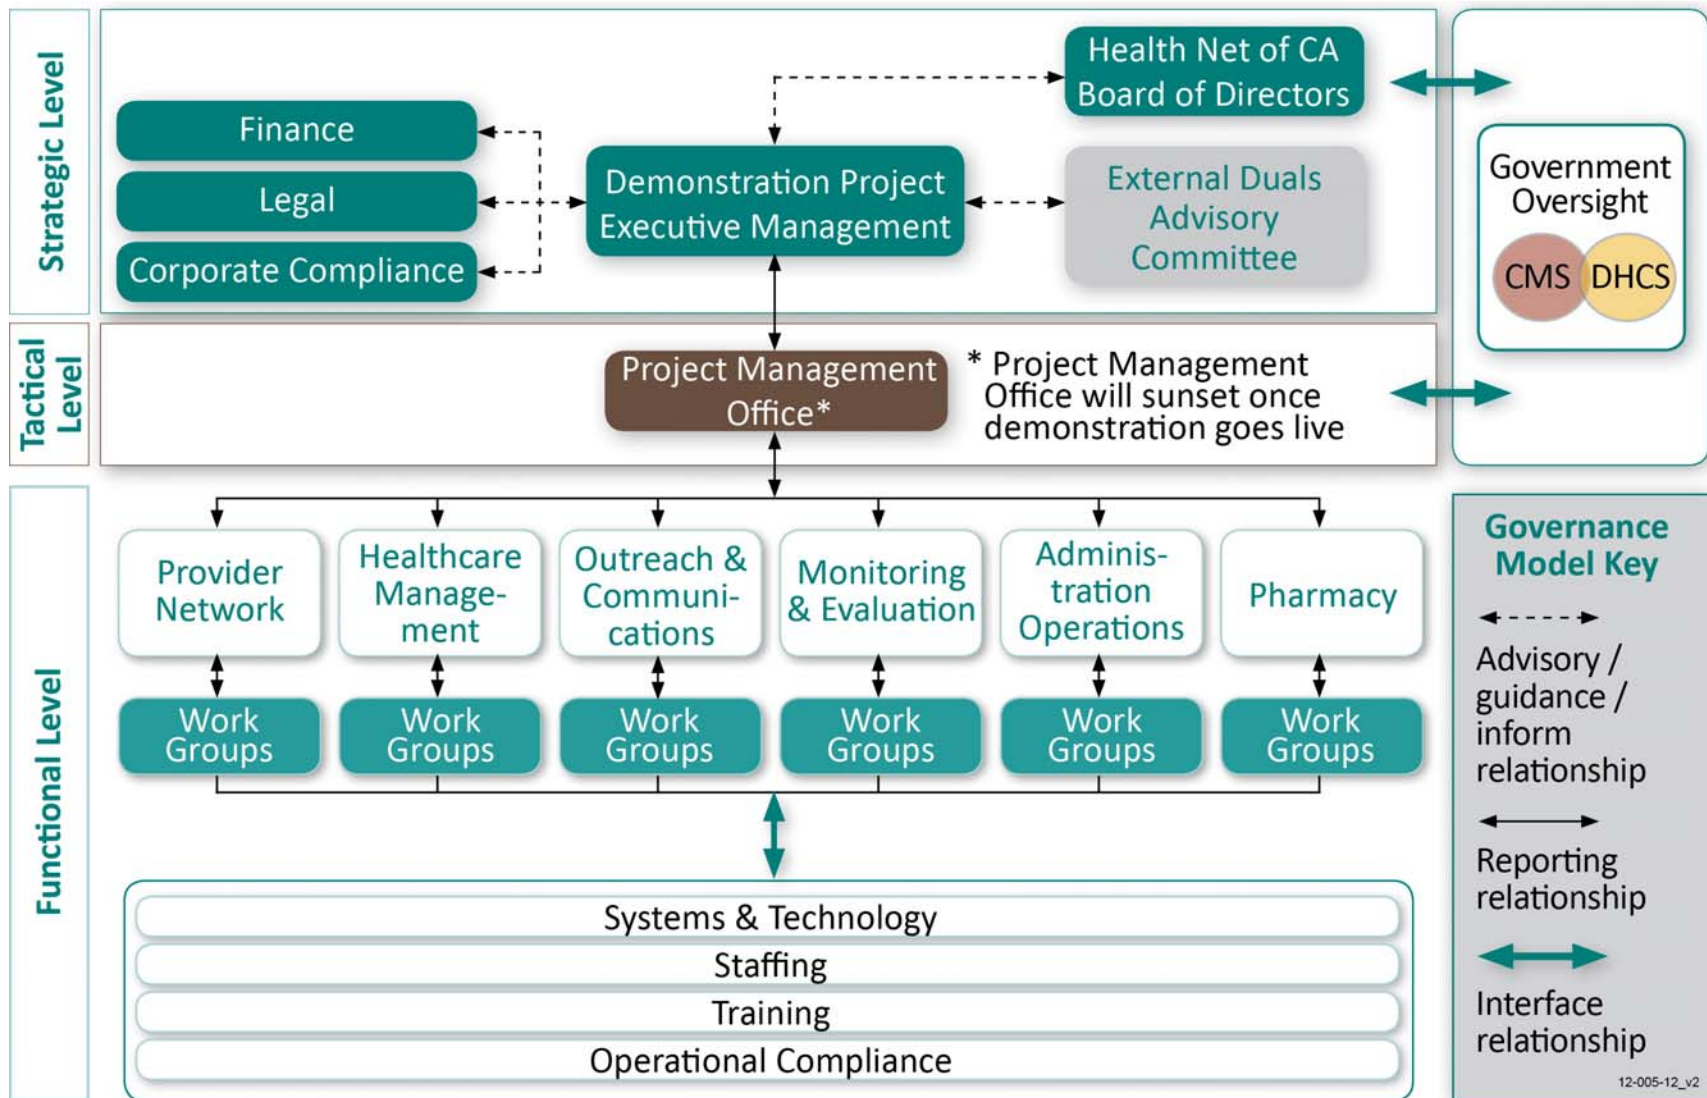 Strategic Level
Finance
Legal
Corporate Compliance
Demonstration Project
Executive Management
Health Net of CA
Board of Directors
External Duals
Advisory
Committee
Government
Oversight
CMS
DHCS
Tactical
Level
Project Management
Office*
* Project Management
Office will sunset once
demonstration goes live
Functional Level
Provider
Network
Healthcare
Manage-
ment
Outreach &
Communi-
cations
Monitoring
& Evaluation
Adminis-
tration
Operations
Pharmacy
Work
Groups
Work
Groups
Work
Groups
Work
Groups
Work
Groups
Work
Groups
Systems & Technology
Staffing
Training
Operational Compliance
Governance
Model Key
Advisory /
guidance /
inform
relationship
Reporting
relationship
Interface
relationship
12-005-12_v2